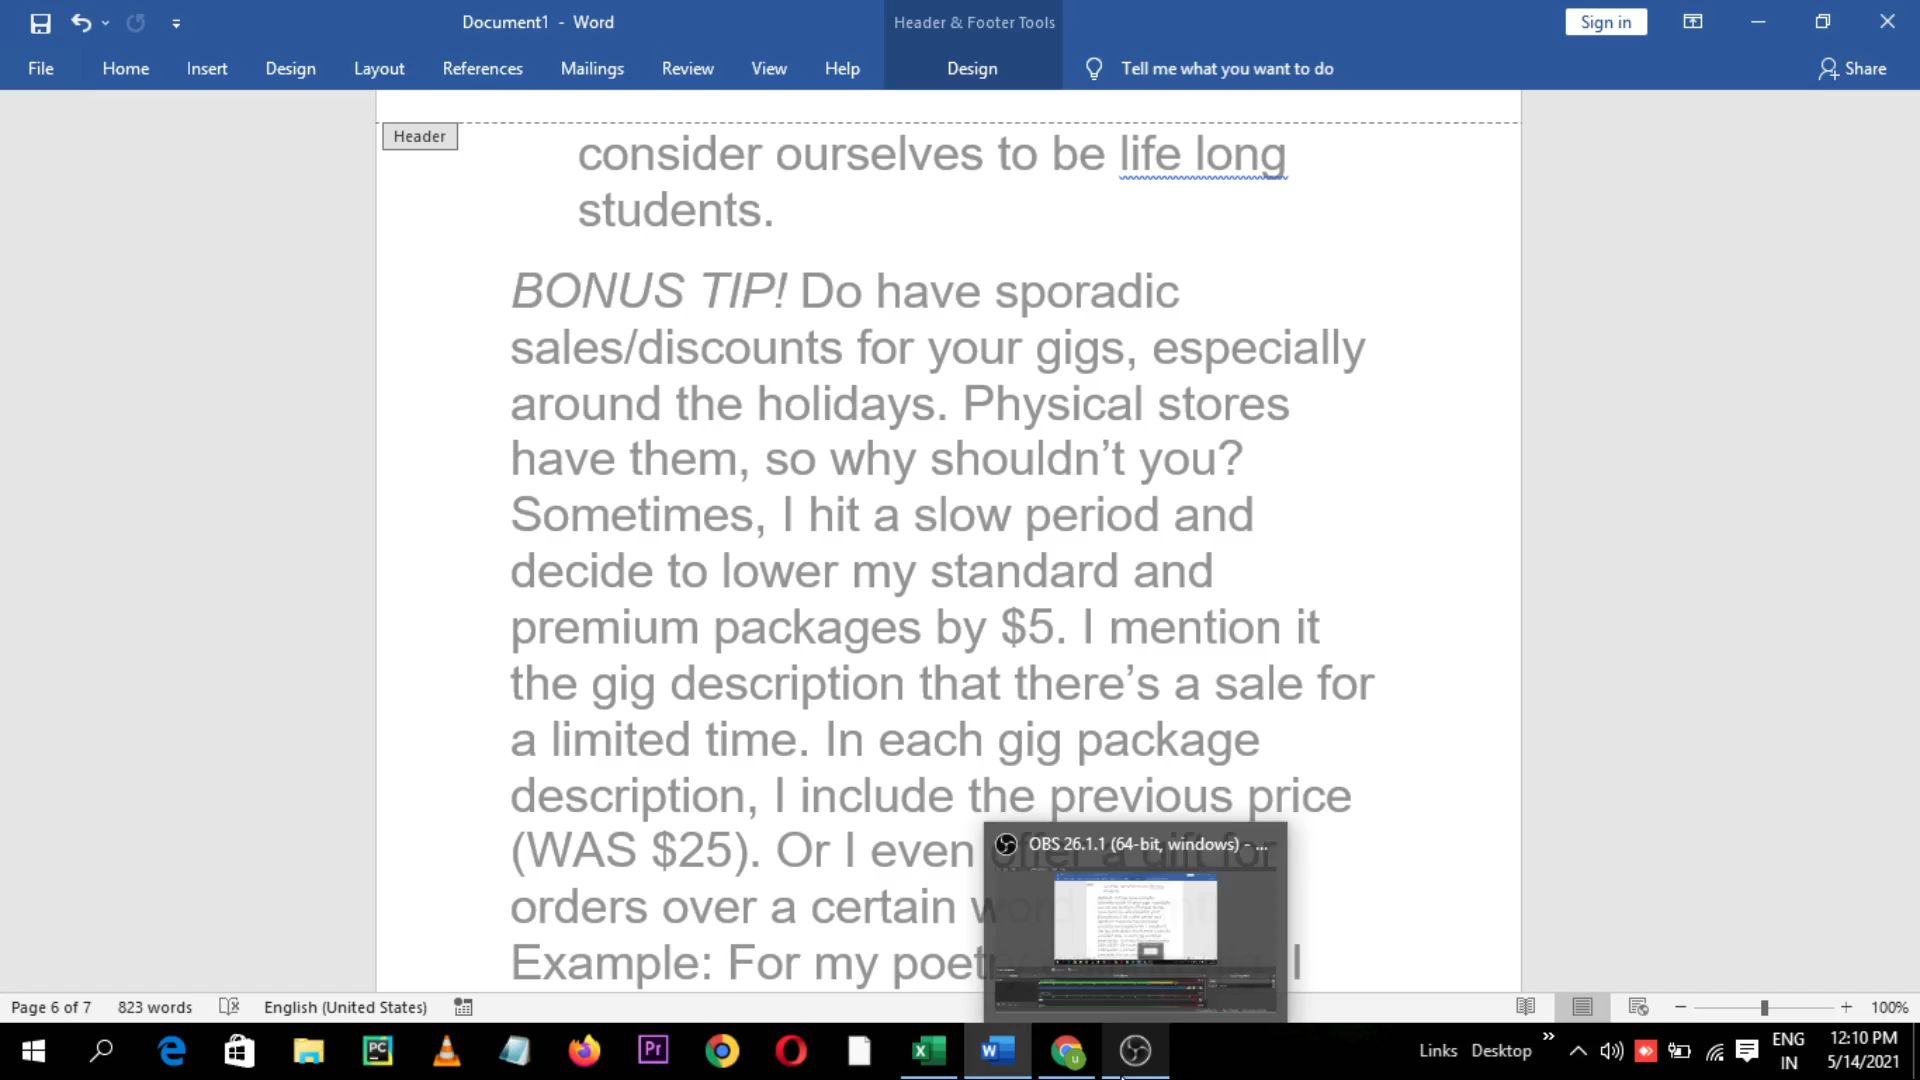 Document1 - Word
Header & Footer Tools
Sign in
File Home Insert Design Layout References Mailings Review View Help Design Tell me what you want to do Share
Header
consider ourselves to be life long
students.
BONUS TIP! Do have sporadic
sales/discounts for your gigs, especially
around the holidays. Physical stores
have them, so why shouldn’t you?
Sometimes, I hit a slow period and
decide to lower my standard and
premium packages by $5. I mention it
the gig description that there’s a sale for
a limited time. In each gig package
description, I include the previous price
(WAS $25). Or I even offer a gift for
OBS 26.1.1 (64-bit, windows) - ...
orders over a certain word
Example: For my I
Page 6 of 7 823 words English (United States) 100%
Links Desktop ENG IN 12:10 PM 5/14/2021